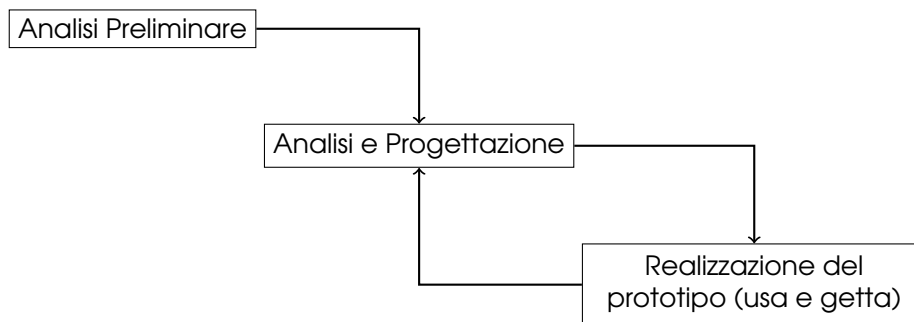 Analisi Preliminare
Analisi e Progettazione
Realizzazione del
prototipo (usa e getta)